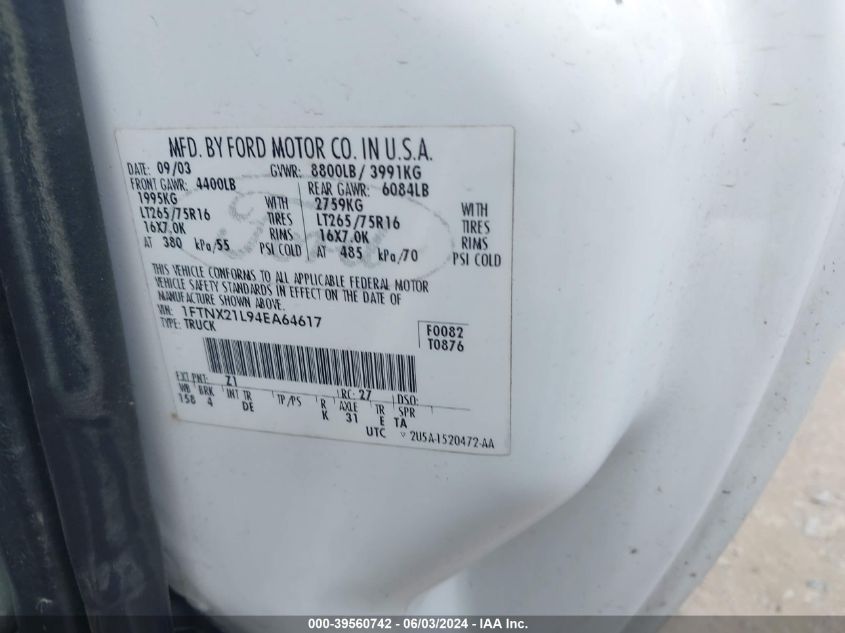 MFD. BY FORD MOTOR CO. IN U.S.A.
DATE: 09/03 GVWR: 8800LB / 3991KG
FRONT GAWR: 4400LB REAR GAWR: 6084LB
1995KG WITH 2759KG WITH
LT265/75R16 TIRES LT265/75R16 TIRES
16X7.0K RIMS 16X7.0K RIMS
AT 380 kPa/55 PSI COLD AT 485 kPa/70 PSI COLD
Ford
THIS VEHICLE CONFORMS TO ALL APPLICABLE FEDERAL MOTOR
VEHICLE SAFETY STANDARDS IN EFFECT ON THE DATE OF
MANUFACTURE SHOWN ABOVE.
VIN: 1FTNX21L94EA64617
TYPE: TRUCK
F0082
T0876
EXT PNT: Z1 RC: 27 DSO:
WB BRK INT TR TP/PS R AXLE TR SPR
158 4 DE K 31 E TA
UTC ▽ 2U5A-1520472-AA
000-39560742 - 06/03/2024 - IAA Inc.